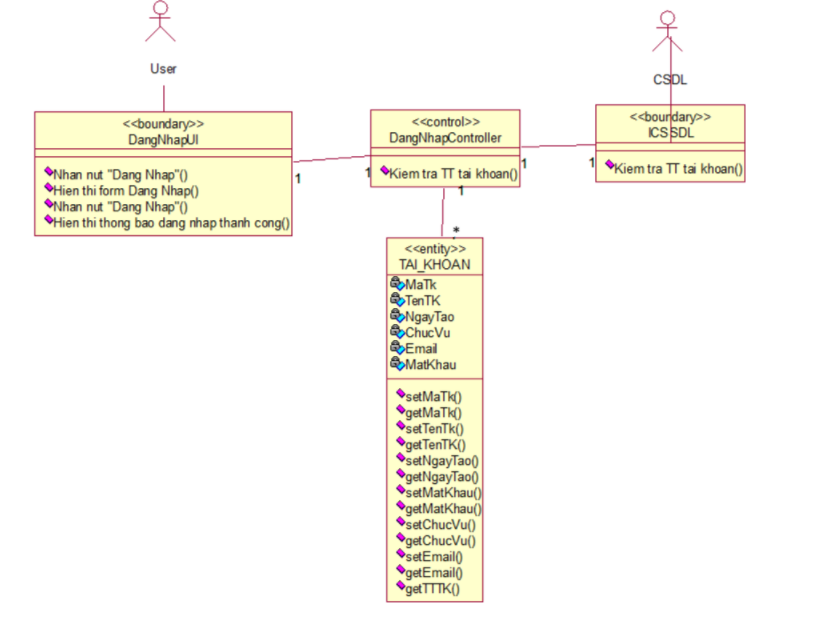 User
CSDL
<<boundary>>
DangNhapUI
Nhan nut "Dang Nhap"()
Hien thi form Dang Nhap()
Nhan nut "Dang Nhap"()
Hien thi thong bao dang nhap thanh cong()
1
1
<<control>>
DangNhapController
Kiem tra TT tai khoan()
1
1
1
<<boundary>>
ICSSDL
Kiem tra TT tai khoan()
*
<<entity>>
TAI_KHOAN
MaTk
TenTK
NgayTao
ChucVu
Email
MatKhau
setMaTk()
getMaTk()
setTenTk()
getTenTK()
setNgayTao()
getNgayTao()
setMatKhau()
getMatKhau()
setChucVu()
getChucVu()
setEmail()
getEmail()
getTTTK()